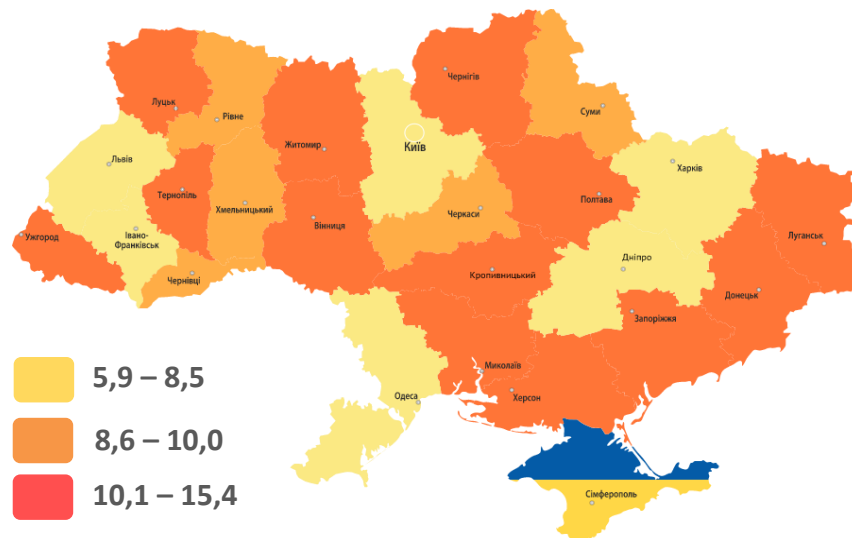 Чернігів
Луцьк
Рівне
Суми
Житомир
Київ
Львів
Харків
Тернопіль
Хмельницький
Черкаси
Полтава
Вінниця
Ужгород
Івано-
Франківськ
Луганськ
Чернівці
Кропивницький
Дніпро
Донецьк
Запоріжжя
Миколаїв
Одеса
Херсон
Сімферополь
5,9 – 8,5
8,6 – 10,0
10,1 – 15,4